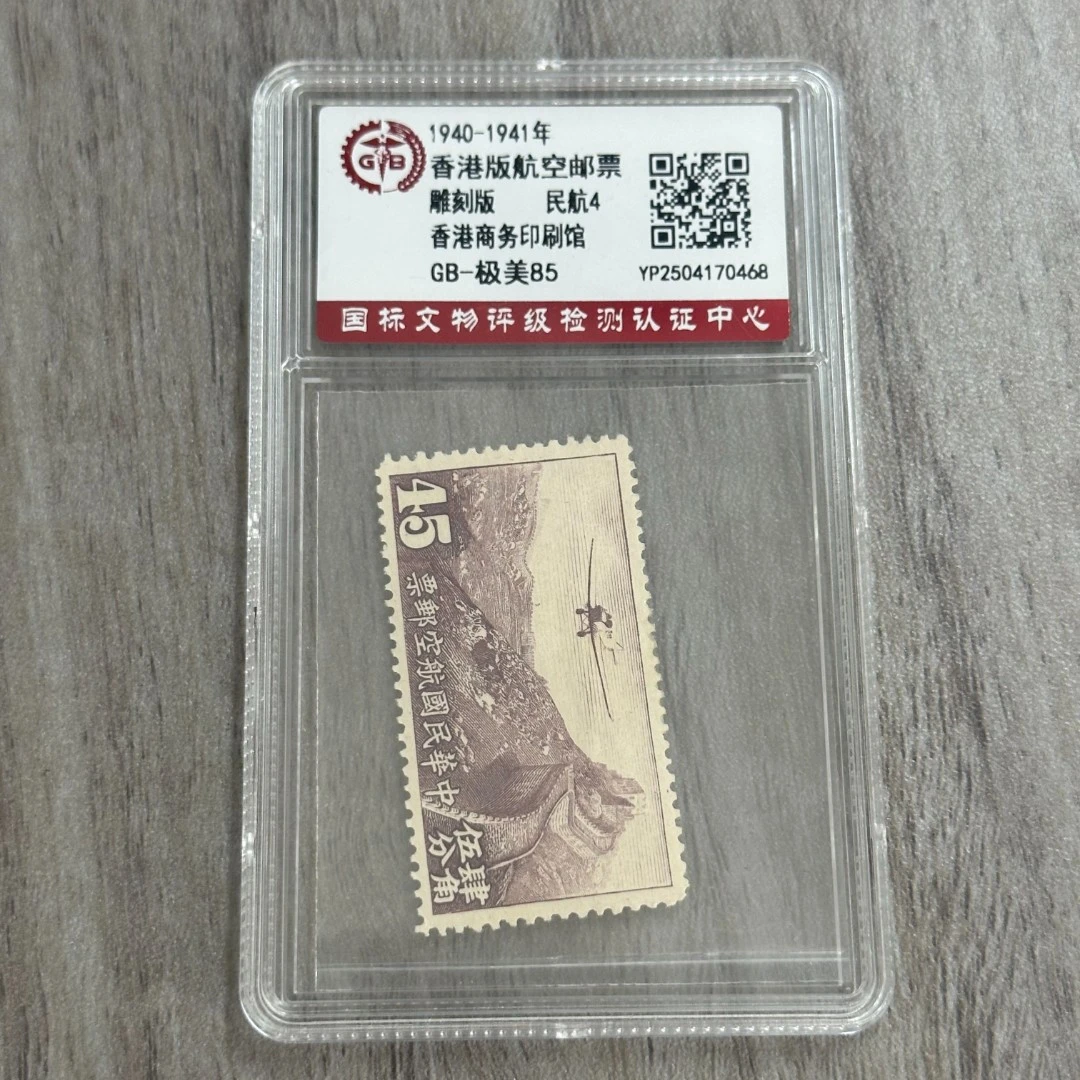 GB
1940-1941年
香港版航空邮票
雕刻版 民航4
香港商务印刷馆
GB-极美85
YP2504170468
国标文物评级检测认证中心
45
票郵空航國民華中
肆角
伍分